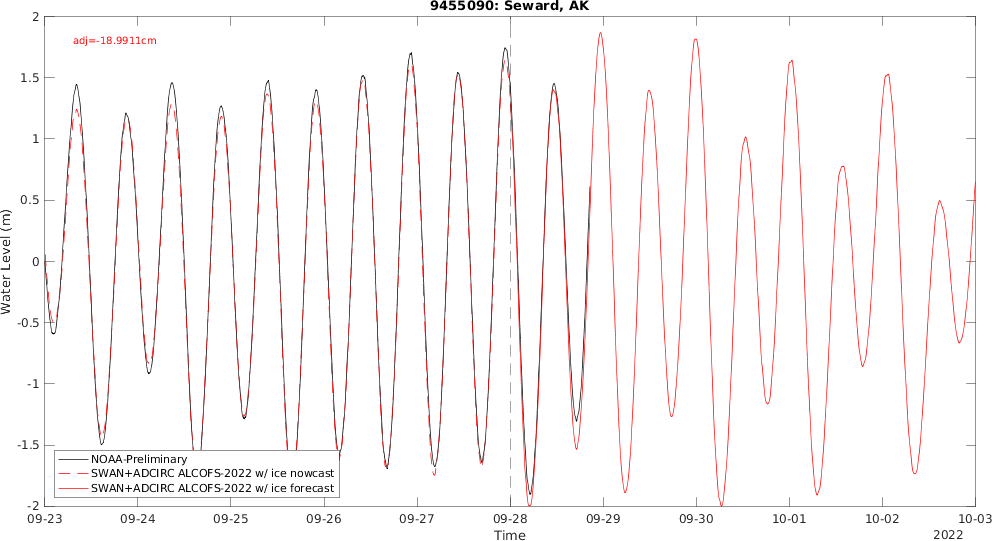 9455090: Seward, AK
adj=-18.9911cm
2
1.5
1
0.5
0
-0.5
-1
-1.5
-2
Water Level (m)
NOAA-Preliminary
SWAN+ADCIRC ALCOFS-2022 w/ ice nowcast
SWAN+ADCIRC ALCOFS-2022 w/ ice forecast
09-23 09-24 09-25 09-26 09-27 09-28 09-29 09-30 10-01 10-02 10-03
Time
2022